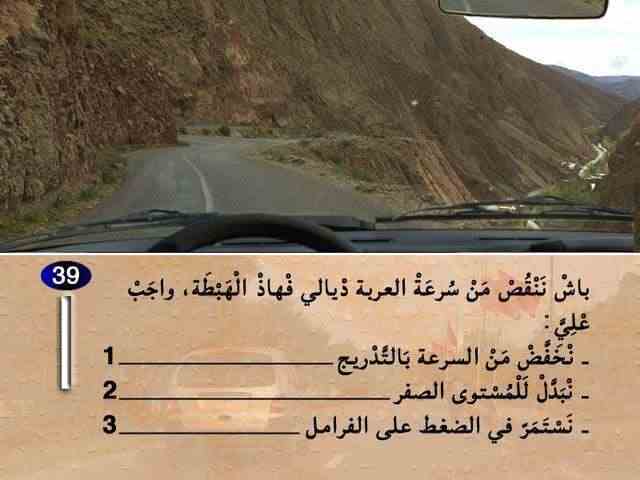 39
باشْ نَنْقُصْ مَنْ سُرعَةْ العربة دْيالي فْهاذْ الْهَبْطَة، واجَبْ
عْلِيَّ :
ـ نْخَفَّضْ مَنْ السرعة بَالتَّدْريج 1
ـ نْبَدَّلْ لَلْمُسْتوى الصفر 2
ـ نَسْتَمَرّ في الضغط على الفرامل 3